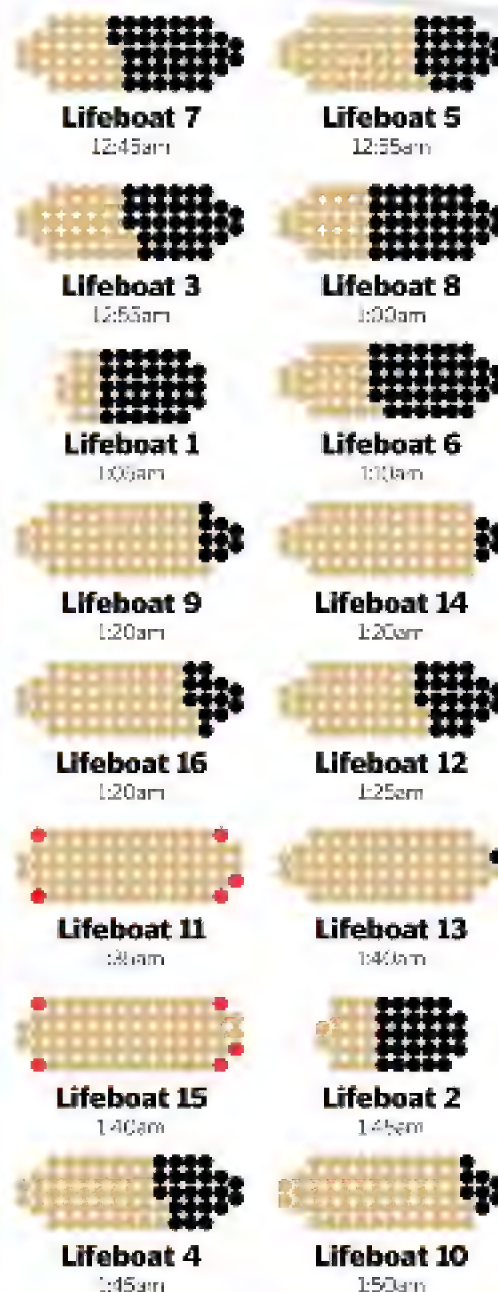 Lifeboat 7
12:45am
Lifeboat 5
12:55am
Lifeboat 3
12:55am
Lifeboat 8
1:00am
Lifeboat 1
1:05am
Lifeboat 6
1:10am
Lifeboat 9
1:20am
Lifeboat 14
1:20am
Lifeboat 16
1:20am
Lifeboat 12
1:25am
Lifeboat 11
1:35am
Lifeboat 13
1:40am
Lifeboat 15
1:40am
Lifeboat 2
1:45am
Lifeboat 4
1:45am
Lifeboat 10
1:50am